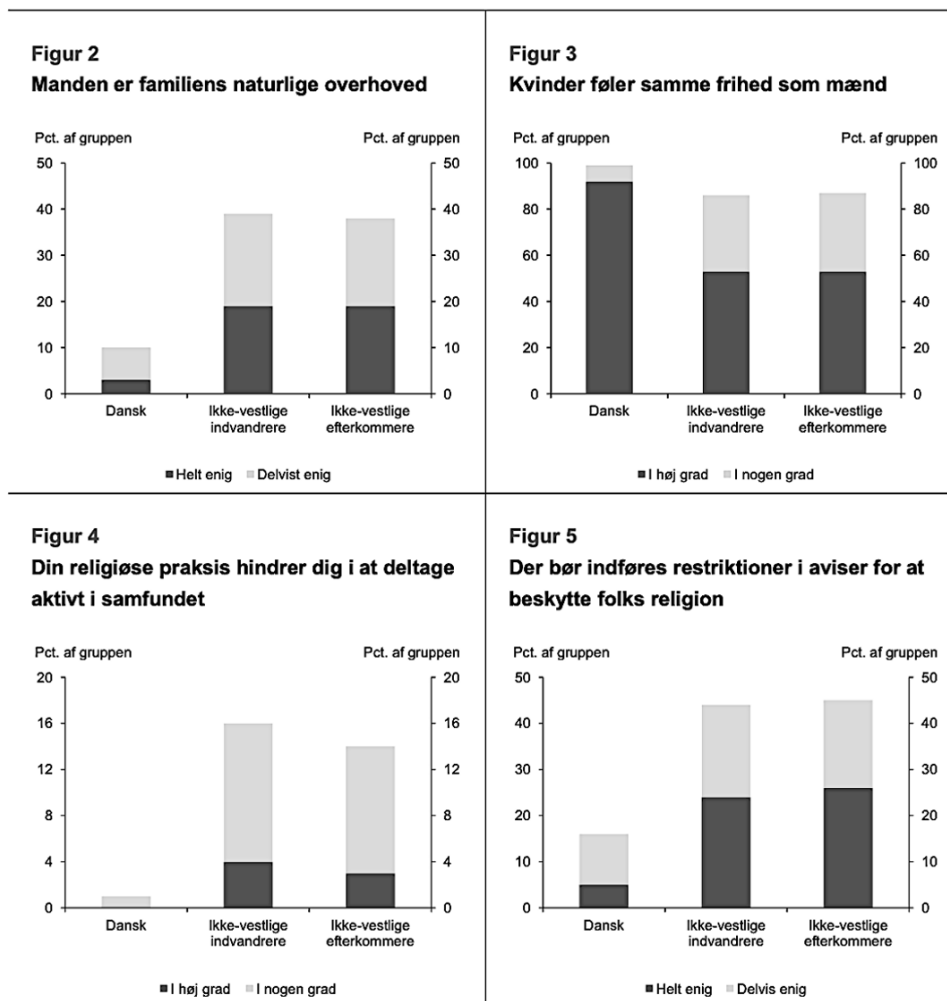 Figur 2
Manden er familiens naturlige overhoved
Pct. af gruppen Pct. af gruppen
50 50
40 40
30 30
20 20
10 10
0 0
Dansk Ikke-vestlige Ikke-vestlige
indvandrere efterkommere
Helt enig Delvist enig
Figur 3
Kvinder føler samme frihed som mænd
Pct. af gruppen Pct. af gruppen
100 100
80 80
60 60
40 40
20 20
0 0
Dansk Ikke-vestlige Ikke-vestlige
indvandrere efterkommere
I høj grad I nogen grad
Figur 4
Din religiøse praksis hindrer dig i at deltage
aktivt i samfundet
Pct. af gruppen Pct. af gruppen
20 20
16 16
12 12
8 8
4 4
0 0
Dansk Ikke-vestlige Ikke-vestlige
indvandrere efterkommere
I høj grad I nogen grad
Figur 5
Der bør indføres restriktioner i aviser for at
beskytte folks religion
Pct. af gruppen Pct. af gruppen
50 50
40 40
30 30
20 20
10 10
0 0
Dansk Ikke-vestlige Ikke-vestlige
indvandrere efterkommere
Helt enig Delvis enig